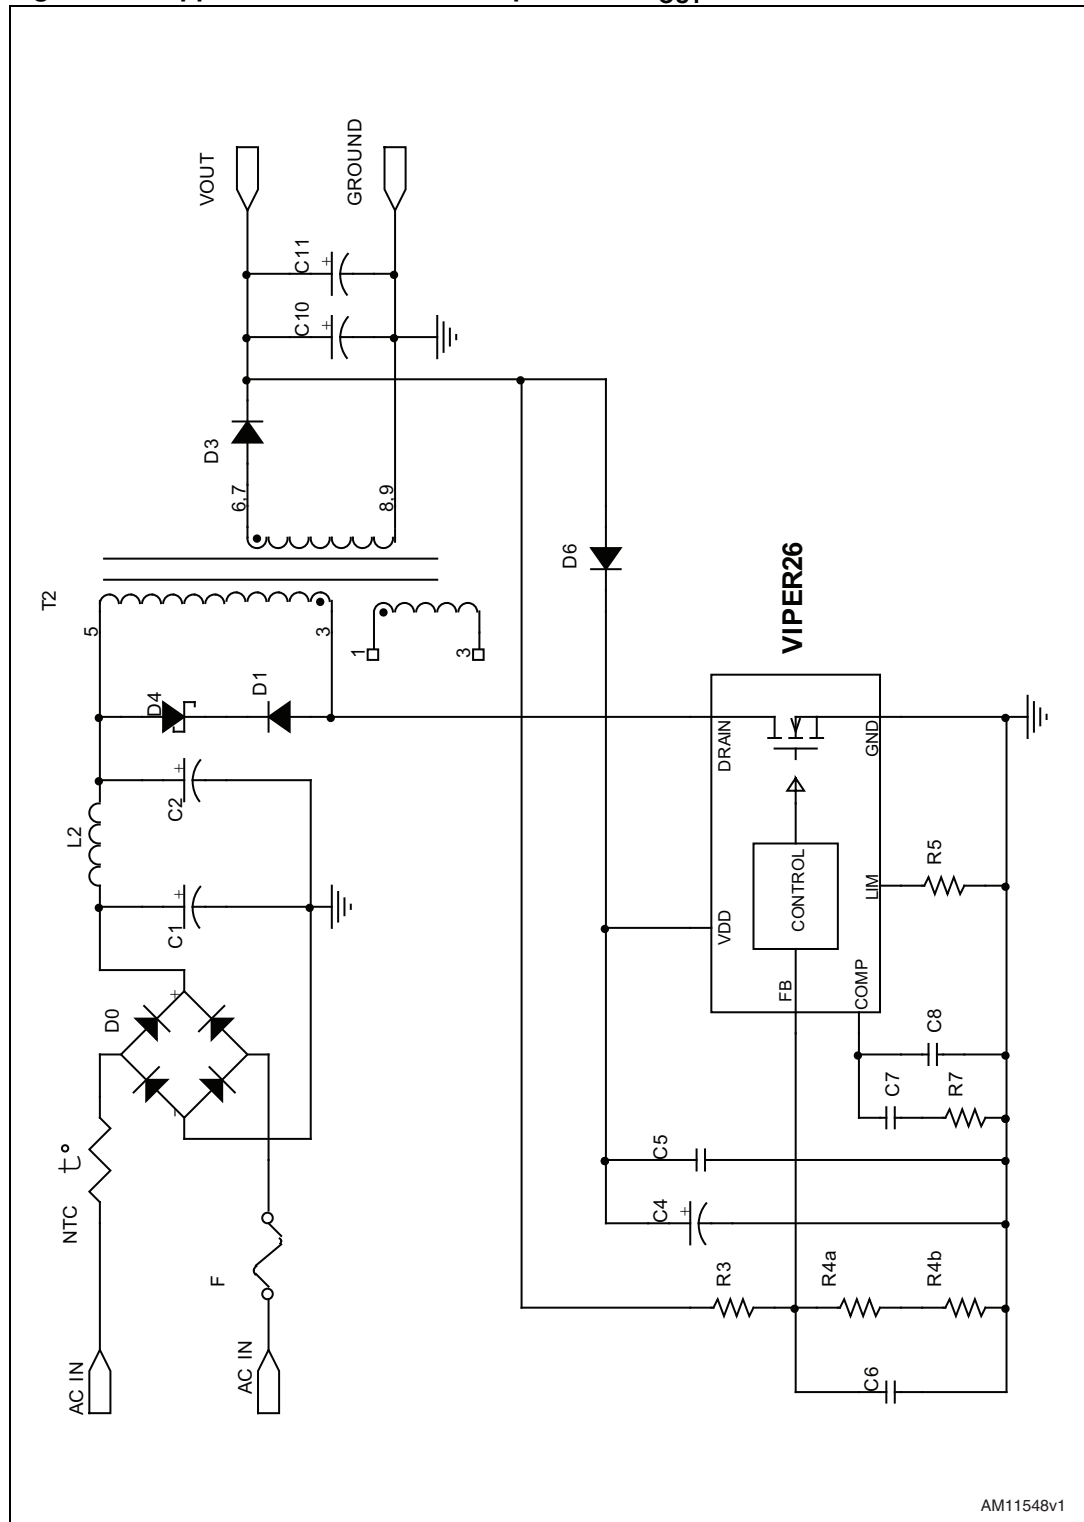 VOUT
GROUND
C11
+
C10
+
D3
6,7
8,9
T2
5
3
1
3
D4
D1
D6
VIPER26
L2
C2
+
C1
+
DRAIN
GND
VDD
CONTROL
LIM
R5
FB
COMP
D0
+
-
C8
C7
R7
t°
NTC
C5
C4
+
F
R3
R4a
R4b
C6
AC IN
AC IN
AM11548v1